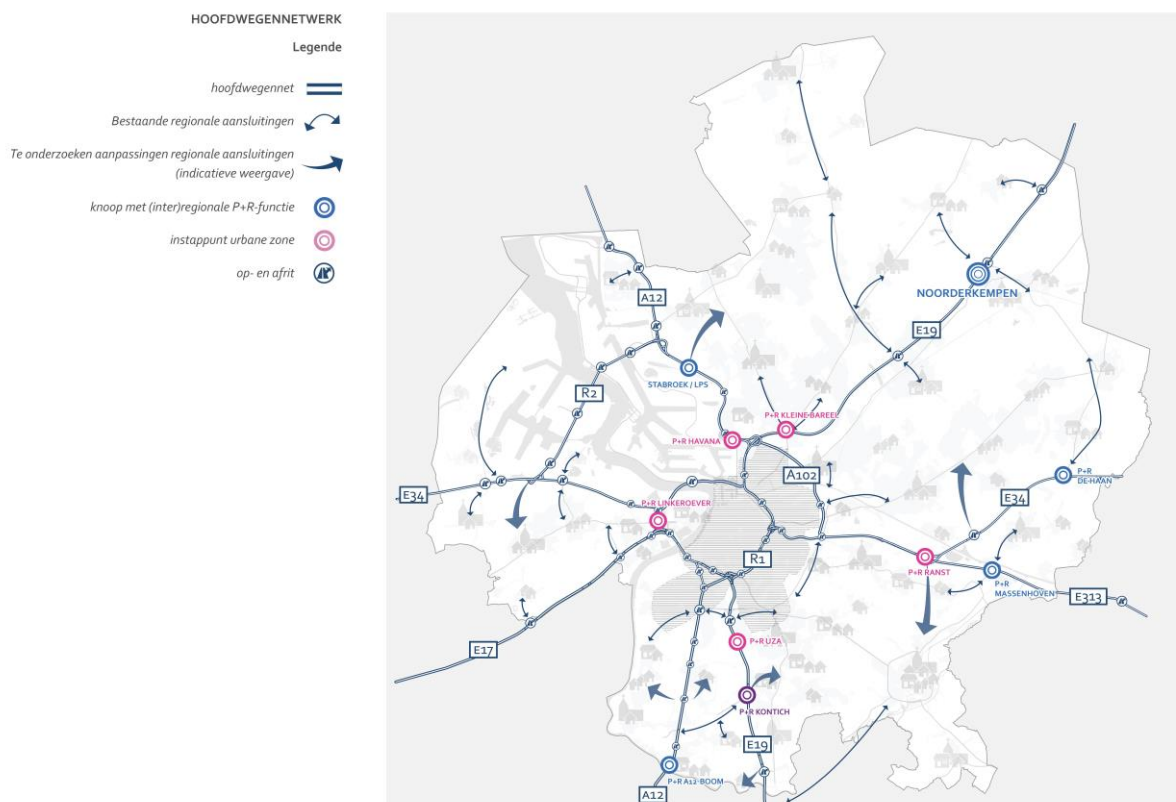 HOOFDWEGENNETWERK
Legende
hoofdwegennet
Bestaande regionale aansluitingen
Te onderzoeken aanpassingen regionale aansluitingen
(indicatieve weergave)
knoop met (inter)regionale P+R-functie
instappunt urbane zone
op- en afrit
A12
NOORDERKEMPEN
E19
STABROEK / LPS
R2
P+R KLEINE BAREEL
P+R HAVANA
A102
P+R
DE HAAN
E34
E34
P+R LINKEROEVER
R1
P+R RANST
P+R
MASSENHOVEN
E313
E17
P+R UZA
P+R KONTICH
E19
P+R A12-BOOM
A12